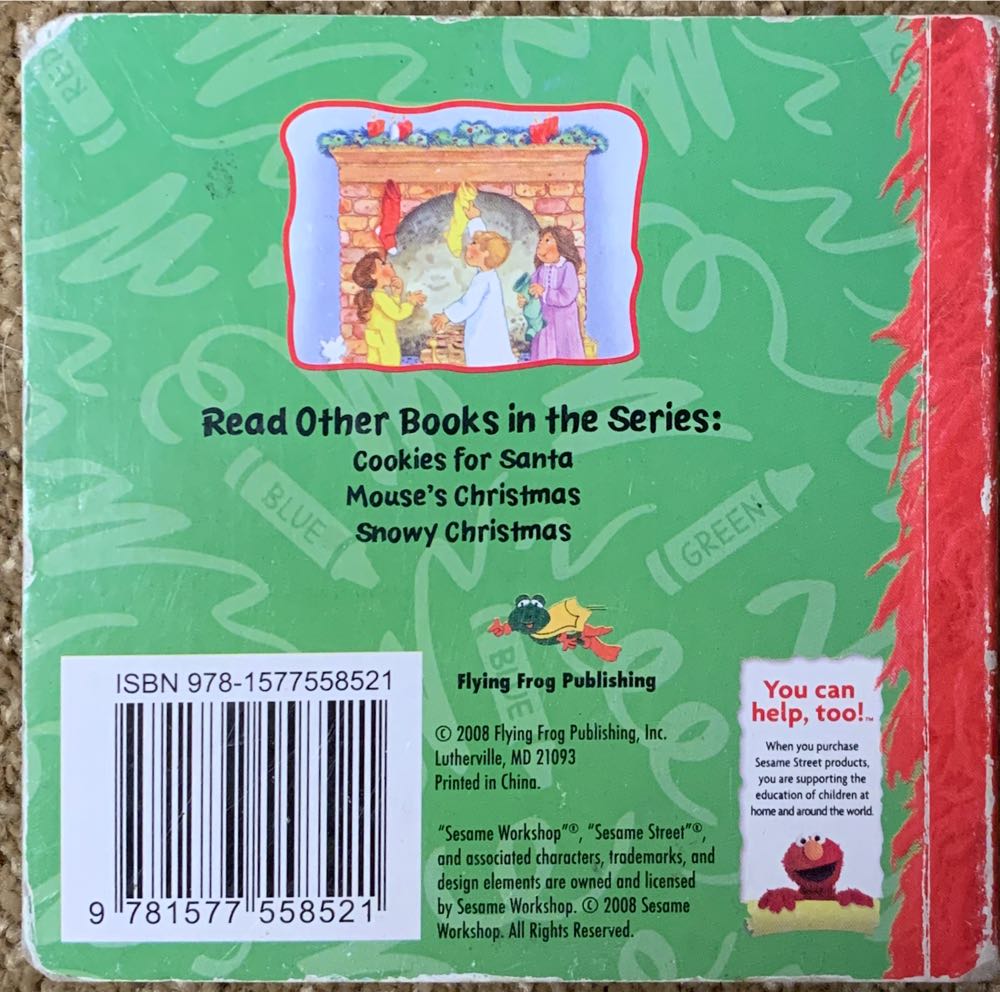 RED
Read Other Books in the Series:
Cookies for Santa
Mouse's Christmas
Snowy Christmas
BLUE
GREEN
BLUE
Flying Frog Publishing
ISBN 978-1577558521
9 781577 558521
© 2008 Flying Frog Publishing, Inc.
Lutherville, MD 21093
Printed in China.
"Sesame Workshop"®, "Sesame Street"®,
and associated characters, trademarks, and
design elements are owned and licensed
by Sesame Workshop. © 2008 Sesame
Workshop. All Rights Reserved.
You can
help, too!™
When you purchase
Sesame Street products,
you are supporting the
education of children at
home and around the world.